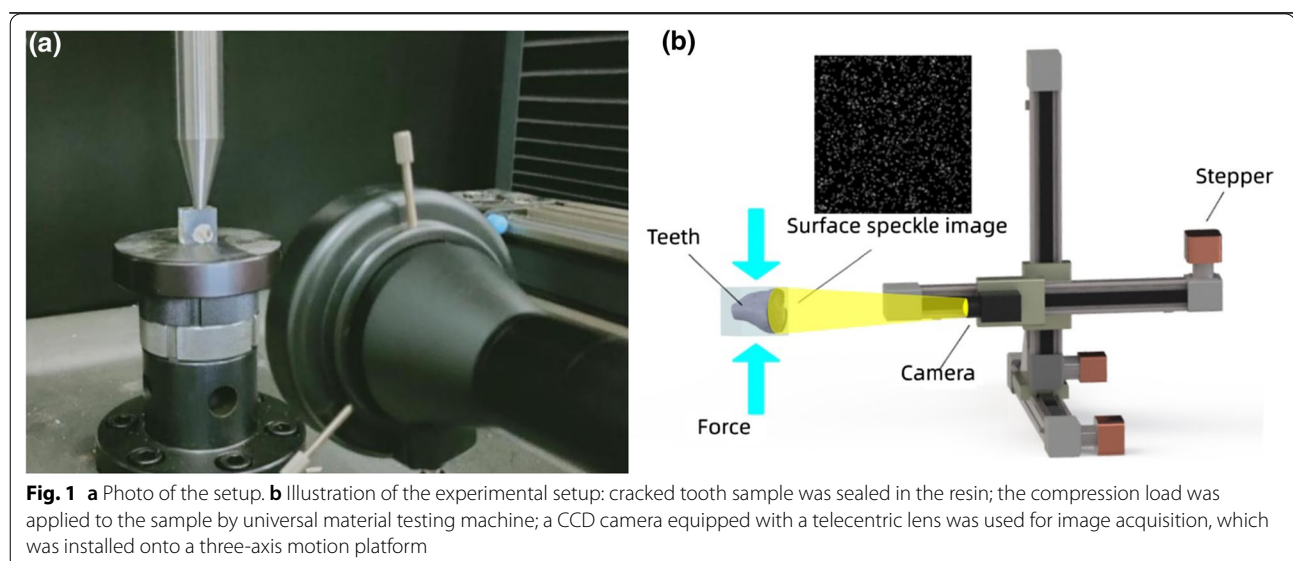 (a)
(b)
Stepper
Teeth
Surface speckle image
Camera
Force
Fig. 1 a Photo of the setup. b Illustration of the experimental setup: cracked tooth sample was sealed in the resin; the compression load was
applied to the sample by universal material testing machine; a CCD camera equipped with a telecentric lens was used for image acquisition, which
was installed onto a three-axis motion platform